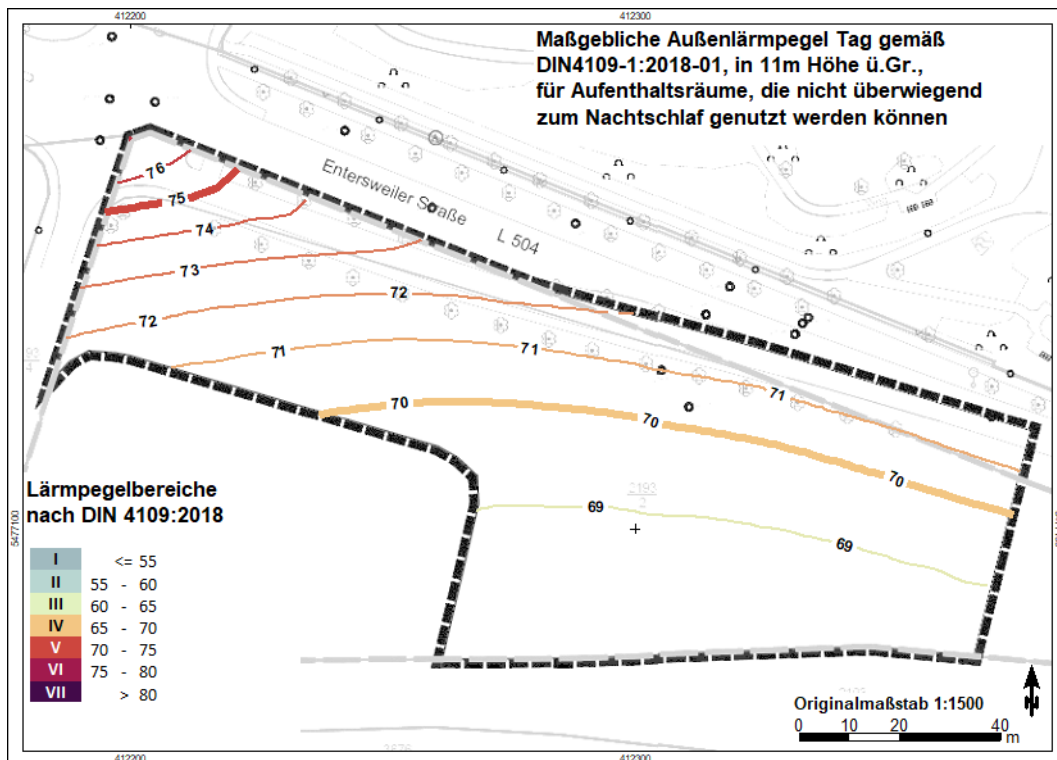 412200
412300
Maßgebliche Außenlärmpegel Tag gemäß
DIN4109-1:2018-01, in 11m Höhe ü.Gr.,
für Aufenthaltsräume, die nicht überwiegend
zum Nachtschlaf genutzt werden können
Entersweiler Straße
L 504
76
75
74
73
72
72
71
71
71
70
70
70
69
69
2193
2
5477100
Lärmpegelbereiche
nach DIN 4109:2018
I <= 55
II 55 - 60
III 60 - 65
IV 65 - 70
V 70 - 75
VI 75 - 80
VII > 80
N
Originalmaßstab 1:1500
0 10 20 40
m
412200
412300